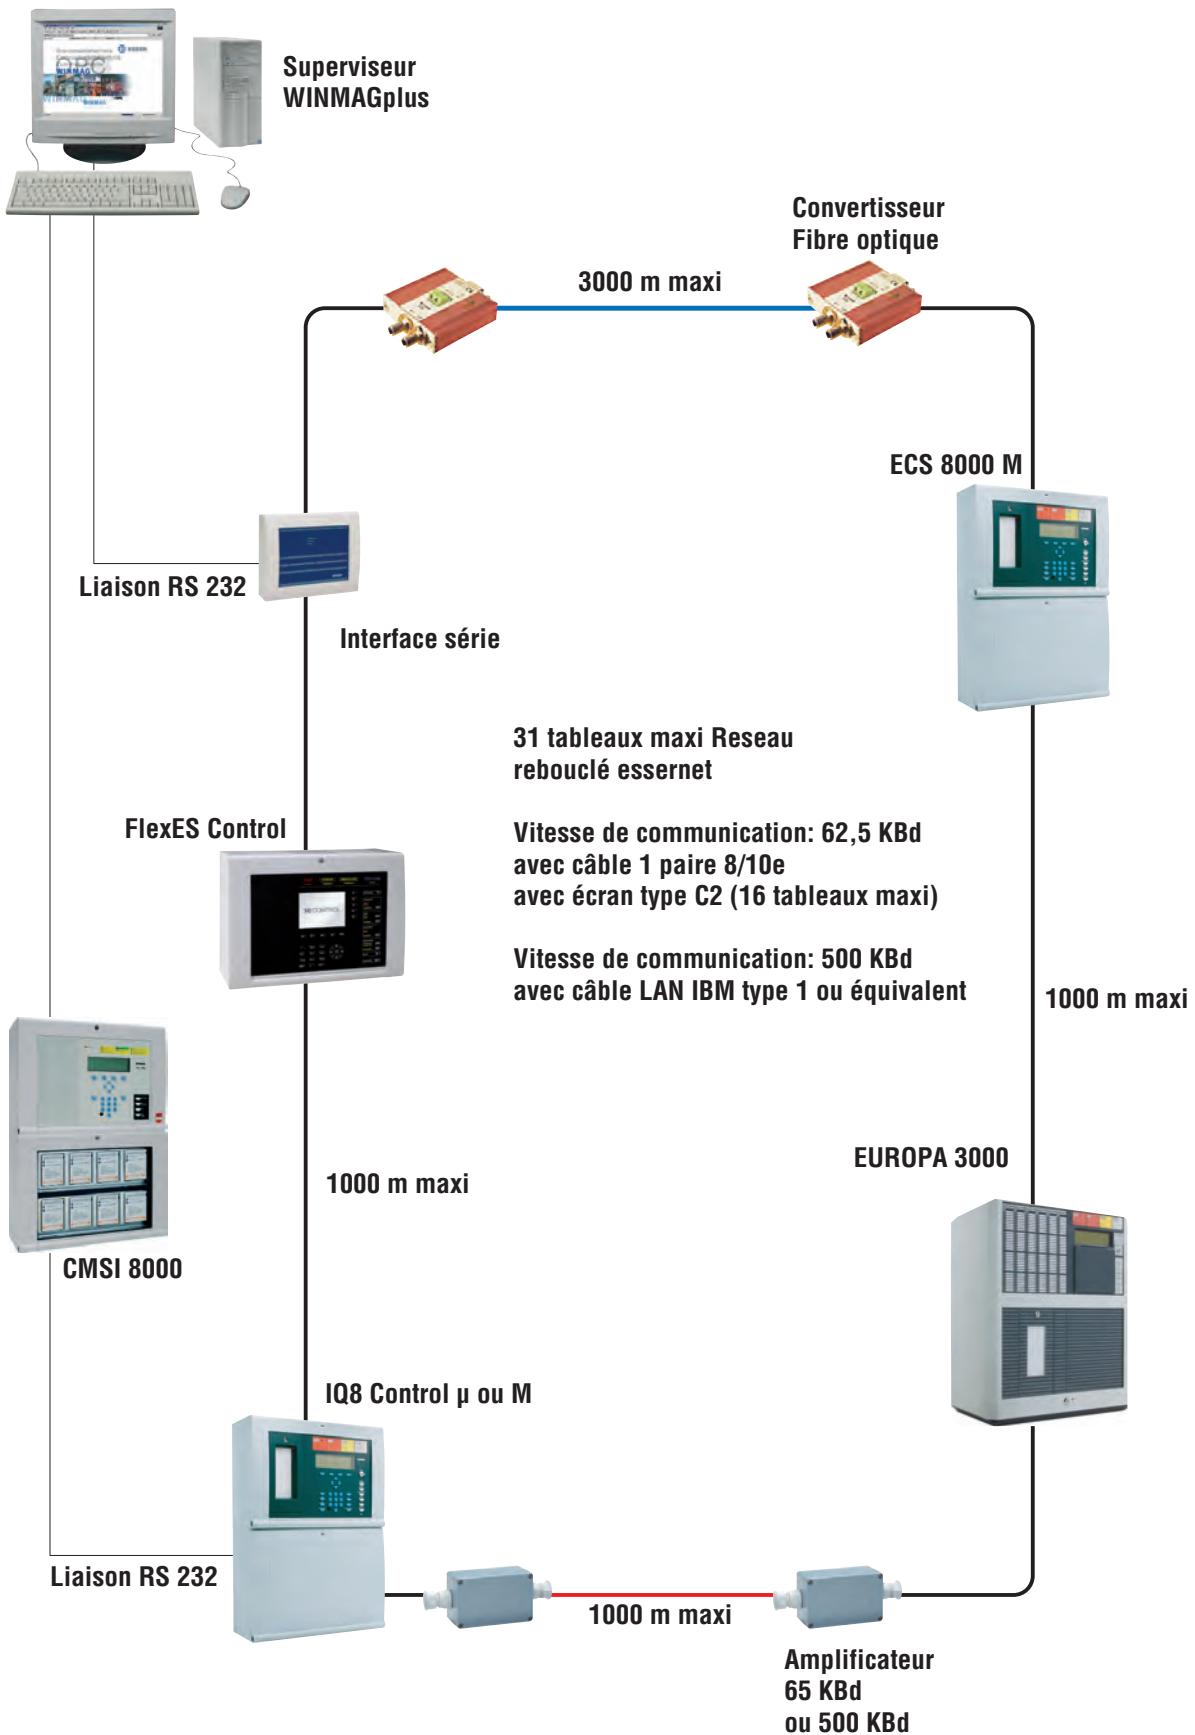 Superviseur
WINMAGplus
Convertisseur
Fibre optique
3000 m maxi
ECS 8000 M
Liaison RS 232
Interface série
31 tableaux maxi Reseau
rebouclé essernet
FlexES Control
Vitesse de communication: 62,5 KBd
avec câble 1 paire 8/10e
avec écran type C2 (16 tableaux maxi)
Vitesse de communication: 500 KBd
avec câble LAN IBM type 1 ou équivalent
1000 m maxi
EUROPA 3000
1000 m maxi
CMSI 8000
IQ8 Control µ ou M
Liaison RS 232
1000 m maxi
Amplificateur
65 KBd
ou 500 KBd